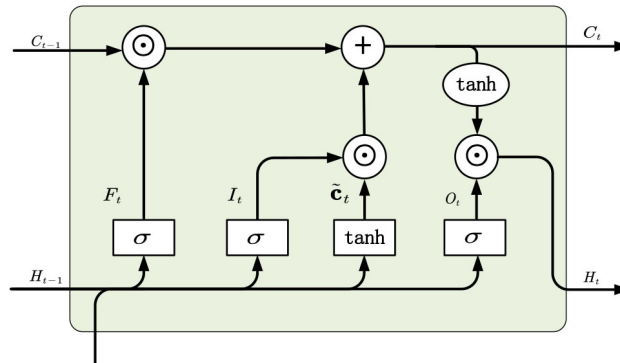 C_{t-1} ⊙ + C_t
tanh
⊙ ⊙
F_t I_t c̃_t O_t
σ σ tanh σ
H_{t-1} H_t